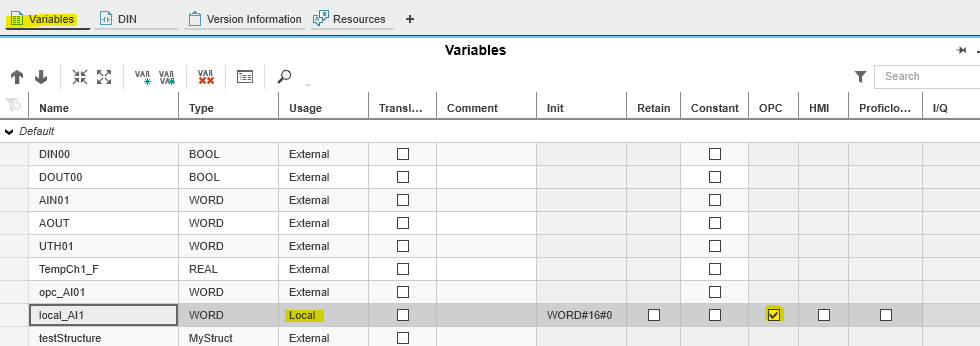 Variables DIN Version Information Resources +
Variables
VAR VAR VAR Search
Name Type Usage Transl... Comment Init Retain Constant OPC HMI Proficlo... I/Q
Default
DIN00 BOOL External
DOUT00 BOOL External
AIN01 WORD External
AOUT WORD External
UTH01 WORD External
TempCh1_F REAL External
opc_AI01 WORD External
local_AI1 WORD Local WORD#16#0
testStructure MyStruct External